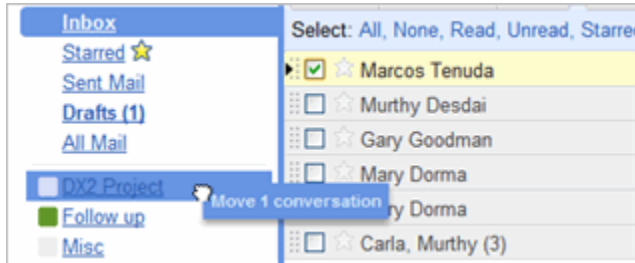 Inbox
Starred
Sent Mail
Drafts (1)
All Mail
DX2 Project
Follow up
Misc
Select: All, None, Read, Unread, Starred
Marcos Tenuda
Murthy Desdai
Gary Goodman
Mary Dorma
Move 1 conversation
ry Dorma
Carla, Murthy (3)